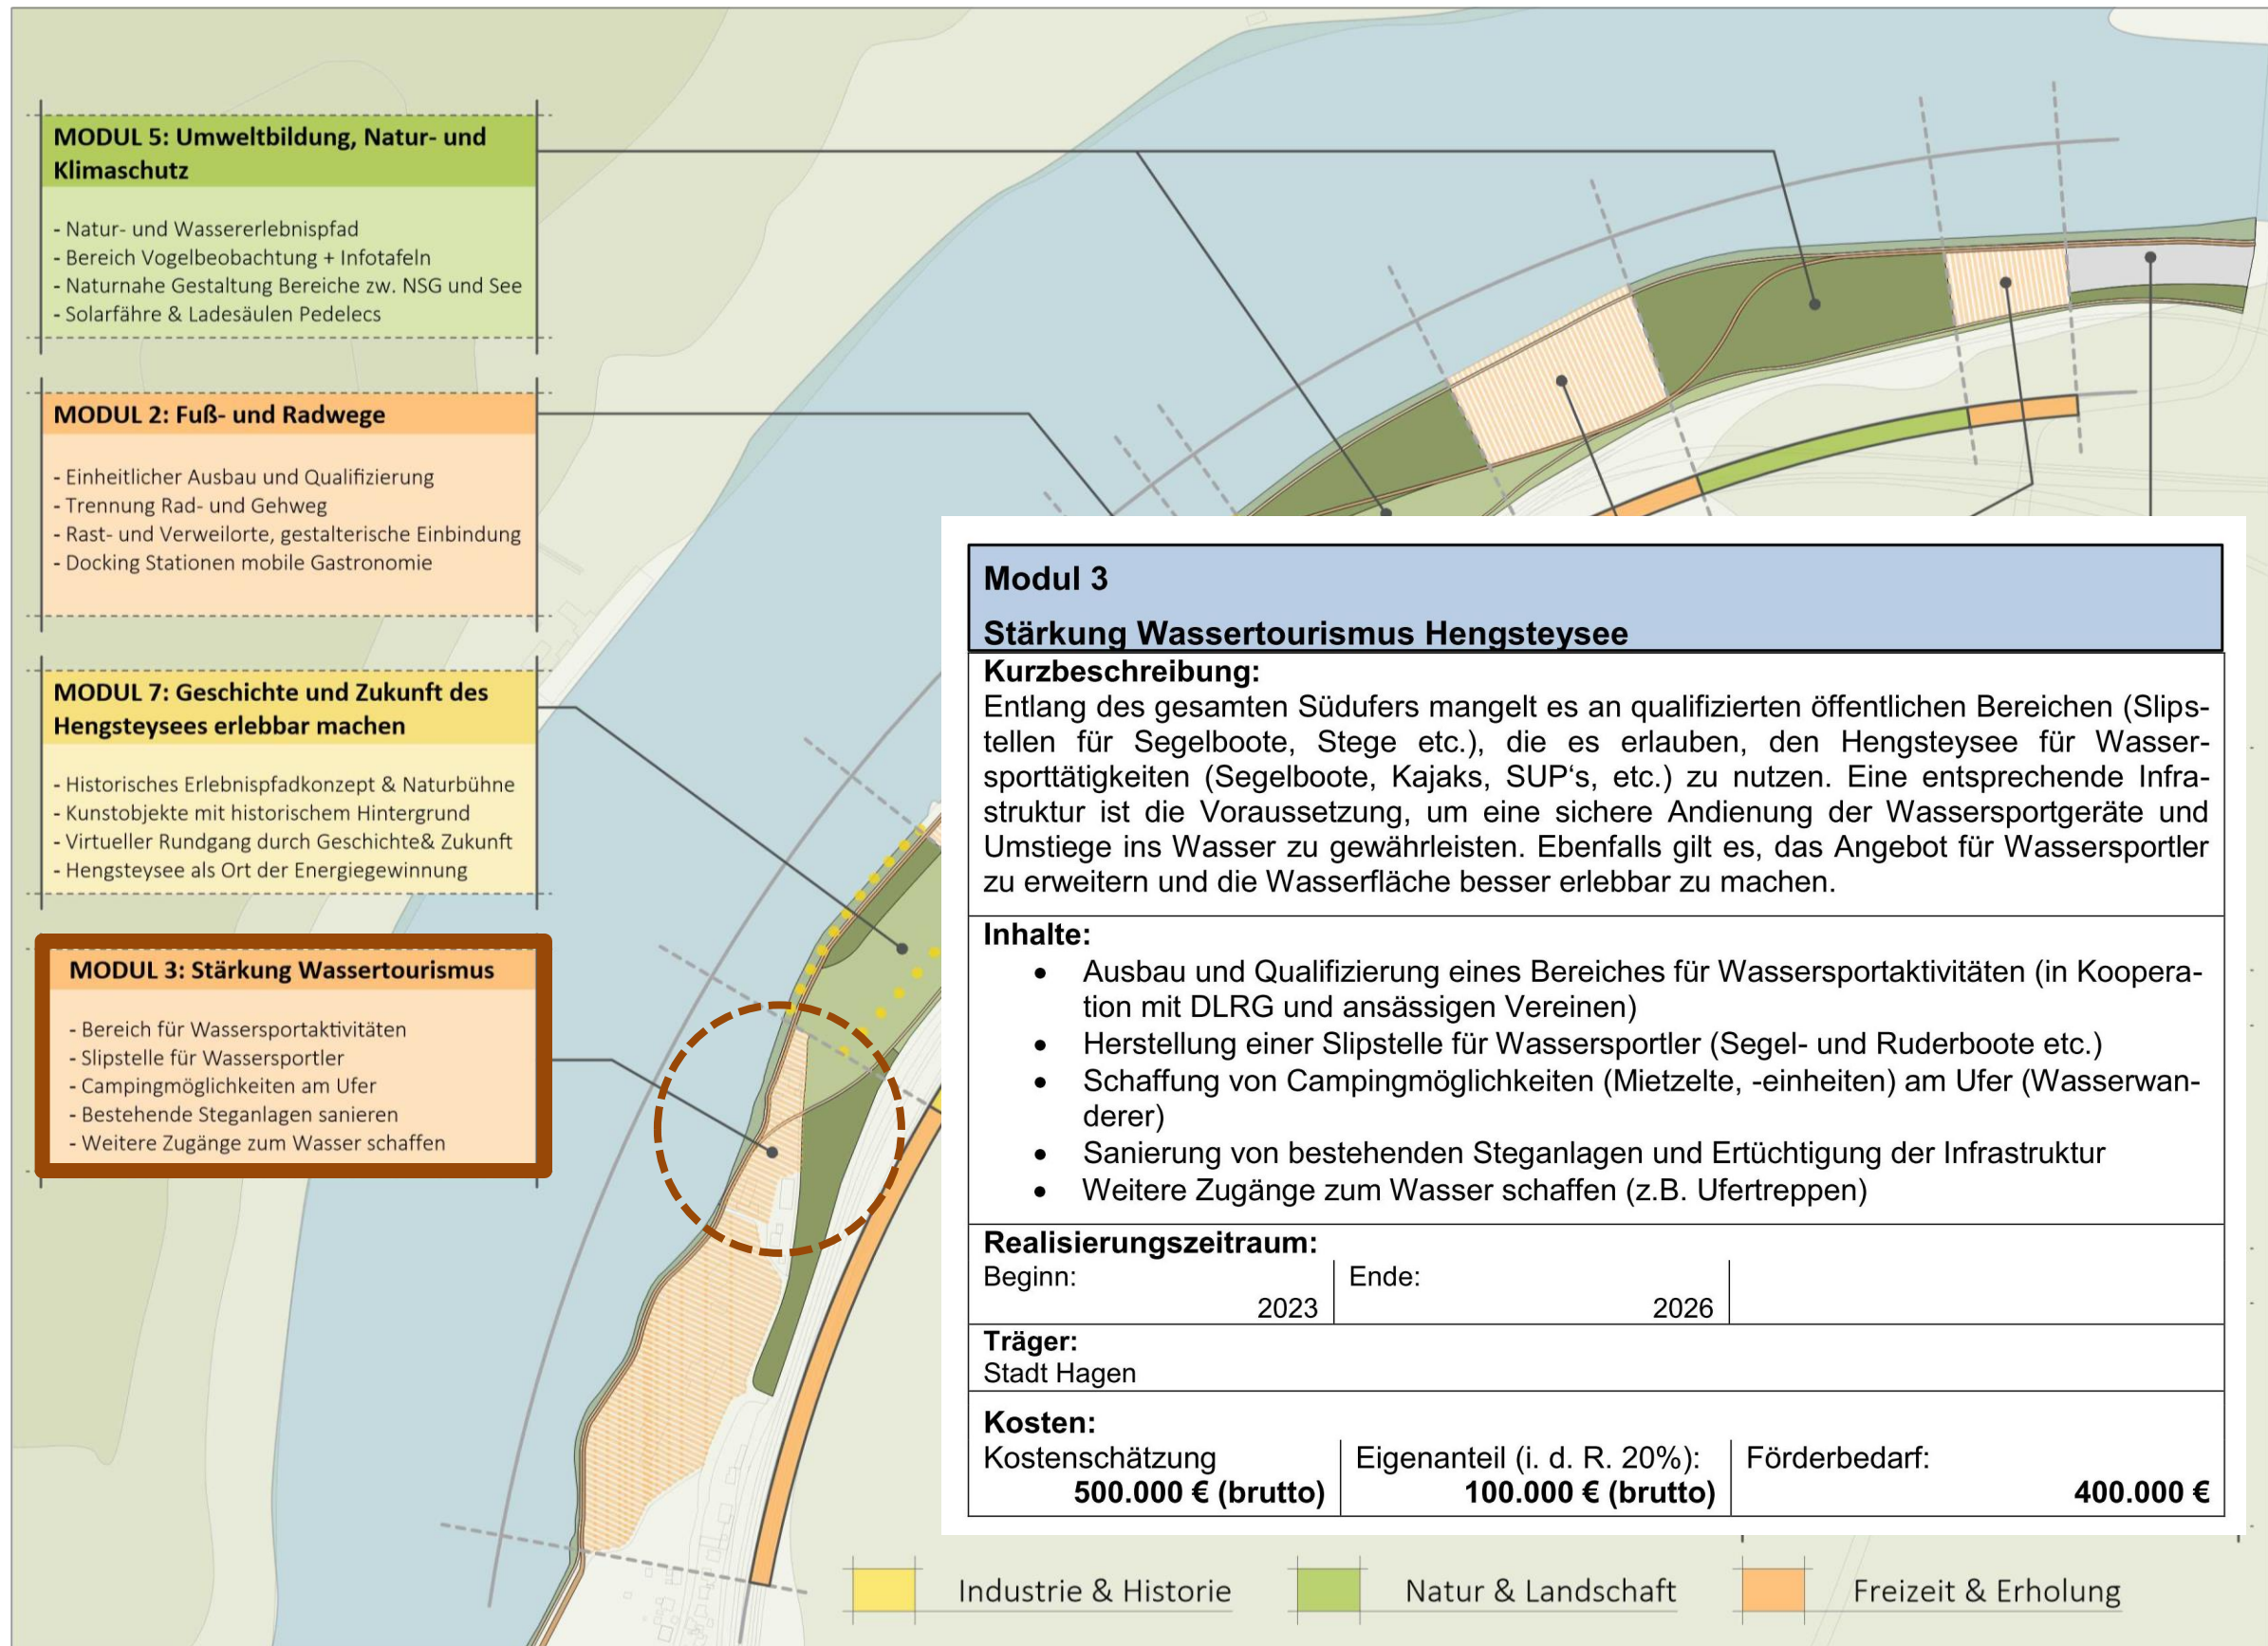 MODUL 5: Umweltbildung, Natur- und
Klimaschutz
- Natur- und Wassererlebnispfad
- Bereich Vogelbeobachtung + Infotafeln
- Naturnahe Gestaltung Bereiche zw. NSG und See
- Solarfähre & Ladesäulen Pedelecs
MODUL 2: Fuß- und Radwege
- Einheitlicher Ausbau und Qualifizierung
- Trennung Rad- und Gehweg
- Rast- und Verweilorte, gestalterische Einbindung
- Docking Stationen mobile Gastronomie
MODUL 7: Geschichte und Zukunft des
Hengsteysees erlebbar machen
- Historisches Erlebnispfadkonzept & Naturbühne
- Kunstobjekte mit historischem Hintergrund
- Virtueller Rundgang durch Geschichte& Zukunft
- Hengsteysee als Ort der Energiegewinnung
MODUL 3: Stärkung Wassertourismus
- Bereich für Wassersportaktivitäten
- Slipstelle für Wassersportler
- Campingmöglichkeiten am Ufer
- Bestehende Steganlagen sanieren
- Weitere Zugänge zum Wasser schaffen
Modul 3
Stärkung Wassertourismus Hengsteysee
Kurzbeschreibung:
Entlang des gesamten Südufers mangelt es an qualifizierten öffentlichen Bereichen (Slips-
tellen für Segelboote, Stege etc.), die es erlauben, den Hengsteysee für Wasser-
sporttätigkeiten (Segelboote, Kajaks, SUP‘s, etc.) zu nutzen. Eine entsprechende Infra-
struktur ist die Voraussetzung, um eine sichere Andienung der Wassersportgeräte und
Umstiege ins Wasser zu gewährleisten. Ebenfalls gilt es, das Angebot für Wassersportler
zu erweitern und die Wasserfläche besser erlebbar zu machen.
Inhalte:
• Ausbau und Qualifizierung eines Bereiches für Wassersportaktivitäten (in Koopera-
tion mit DLRG und ansässigen Vereinen)
• Herstellung einer Slipstelle für Wassersportler (Segel- und Ruderboote etc.)
• Schaffung von Campingmöglichkeiten (Mietzelte, -einheiten) am Ufer (Wasserwan-
derer)
• Sanierung von bestehenden Steganlagen und Ertüchtigung der Infrastruktur
• Weitere Zugänge zum Wasser schaffen (z.B. Ufertreppen)
Realisierungszeitraum:
Beginn: Ende:
2023 2026
Träger:
Stadt Hagen
Kosten:
Kostenschätzung Eigenanteil (i. d. R. 20%): Förderbedarf:
500.000 € (brutto) 100.000 € (brutto) 400.000 €
Industrie & Historie Natur & Landschaft Freizeit & Erholung